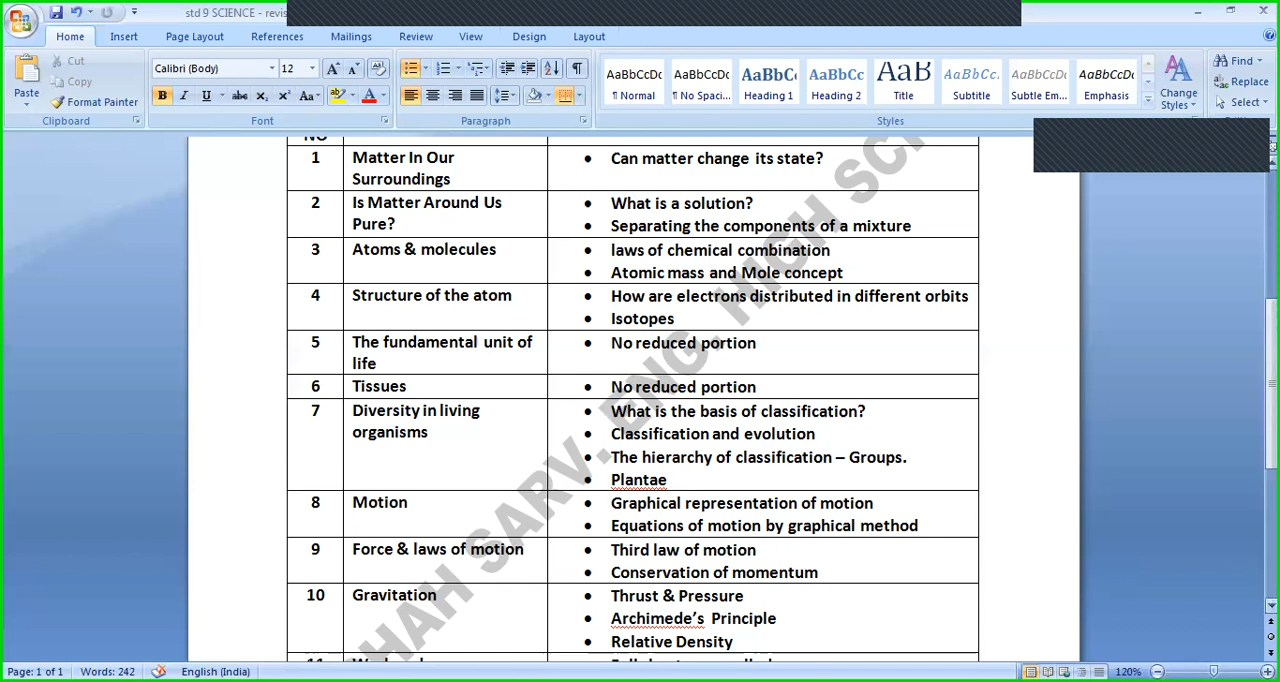 std 9 SCIENCE - revis
Home Insert Page Layout References Mailings Review View Design Layout
Cut
Copy
Format Painter
Paste
Calibri (Body) 12
AaBbCcDc AaBbCcDc AaBbC AaBbCc AaB AaBbCc. AaBbCcDc AaBbCcDc
¶ Normal ¶ No Spaci... Heading 1 Heading 2 Title Subtitle Subtle Em... Emphasis
Change
Styles
Find
Replace
Select
Clipboard Font Paragraph Styles
NO
1 Matter In Our • Can matter change its state?
Surroundings
2 Is Matter Around Us • What is a solution?
Pure? • Separating the components of a mixture
3 Atoms & molecules • laws of chemical combination
• Atomic mass and Mole concept
4 Structure of the atom • How are electrons distributed in different orbits
• Isotopes
5 The fundamental unit of • No reduced portion
life
6 Tissues • No reduced portion
7 Diversity in living • What is the basis of classification?
organisms • Classification and evolution
• The hierarchy of classification – Groups.
• Plantae
8 Motion • Graphical representation of motion
• Equations of motion by graphical method
9 Force & laws of motion • Third law of motion
• Conservation of momentum
10 Gravitation • Thrust & Pressure
• Archimede's Principle
• Relative Density
HAH SARV. ENG. HIGH SC
Page: 1 of 1 Words: 242 English (India) 120%